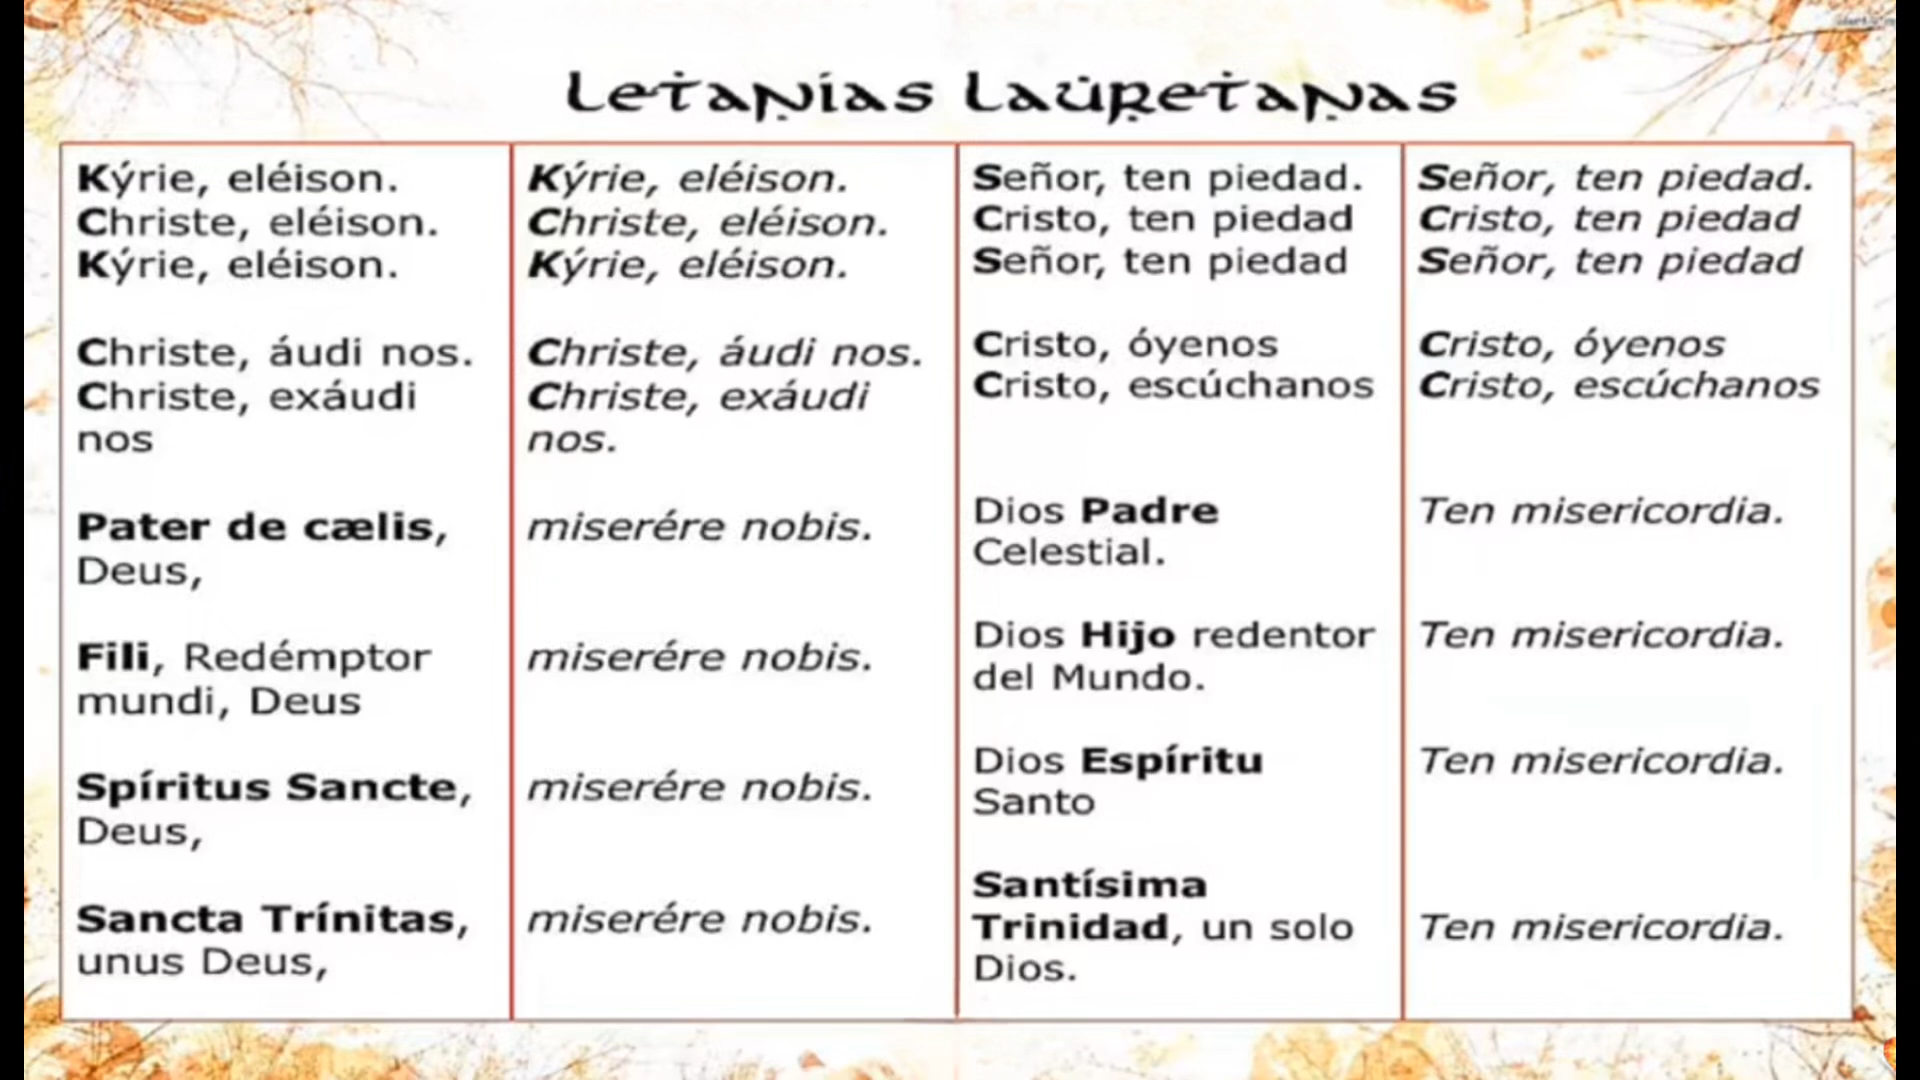 Letanías Lauretanas
Kýrie, eléison.
Christe, eléison.
Kýrie, eléison.
Christe, áudi nos.
Christe, exáudi
nos
Pater de cælis,
Deus,
Fili, Redémptor
mundi, Deus
Spíritus Sancte,
Deus,
Sancta Trínitas,
unus Deus,
Kýrie, eléison.
Christe, eléison.
Kýrie, eléison.
Christe, áudi nos.
Christe, exáudi
nos.
miserére nobis.
miserére nobis.
miserére nobis.
miserére nobis.
Señor, ten piedad.
Cristo, ten piedad
Señor, ten piedad
Cristo, óyenos
Cristo, escúchanos
Dios Padre
Celestial.
Dios Hijo redentor
del Mundo.
Dios Espíritu
Santo
Santísima
Trinidad, un solo
Dios.
Señor, ten piedad.
Cristo, ten piedad
Señor, ten piedad
Cristo, óyenos
Cristo, escúchanos
Ten misericordia.
Ten misericordia.
Ten misericordia.
Ten misericordia.